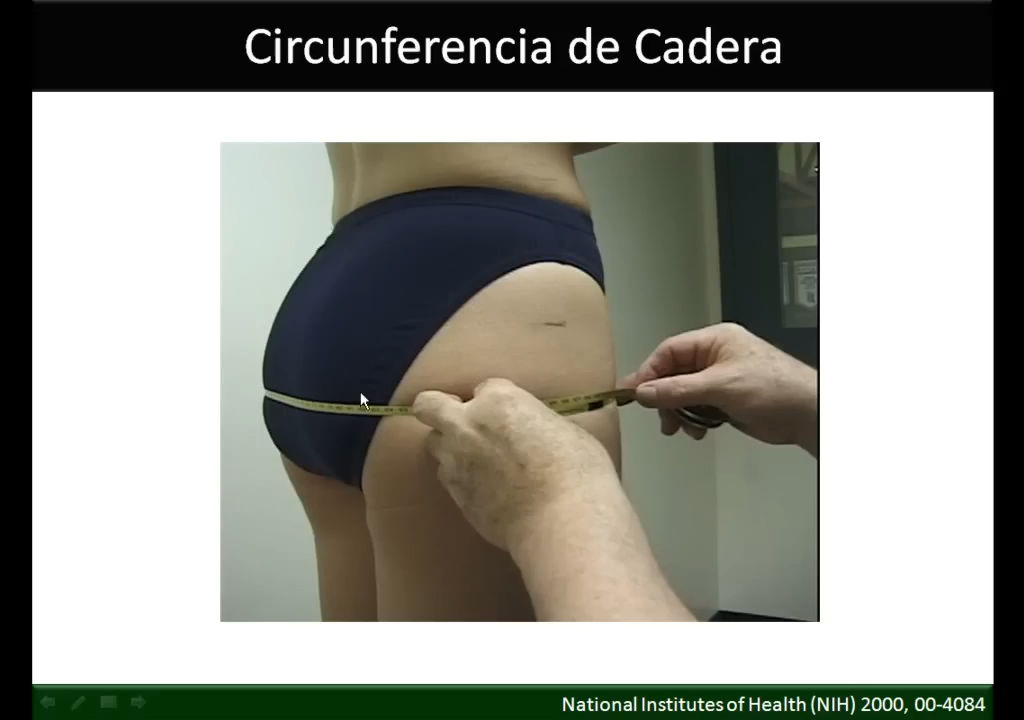 Circunferencia de Cadera
National Institutes of Health (NIH) 2000, 00-4084